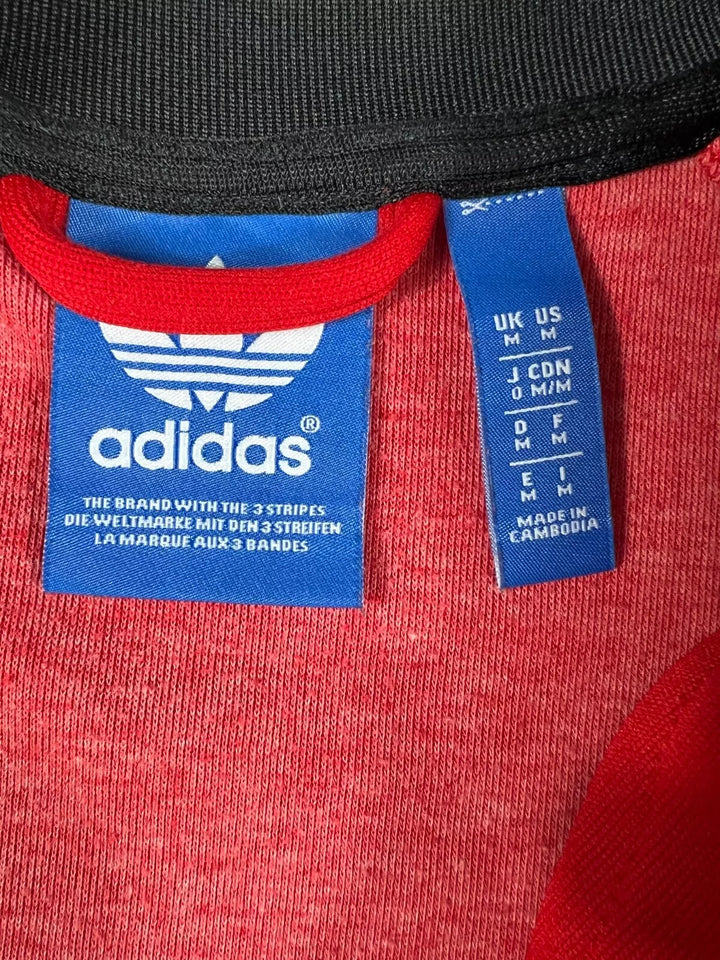 adidas®
THE BRAND WITH THE 3 STRIPES
DIE WELTMARKE MIT DEN 3 STREIFEN
LA MARQUE AUX 3 BANDES
UK US
M M
J CDN
O M/M
D F
M M
E I
M M
MADE IN
CAMBODIA